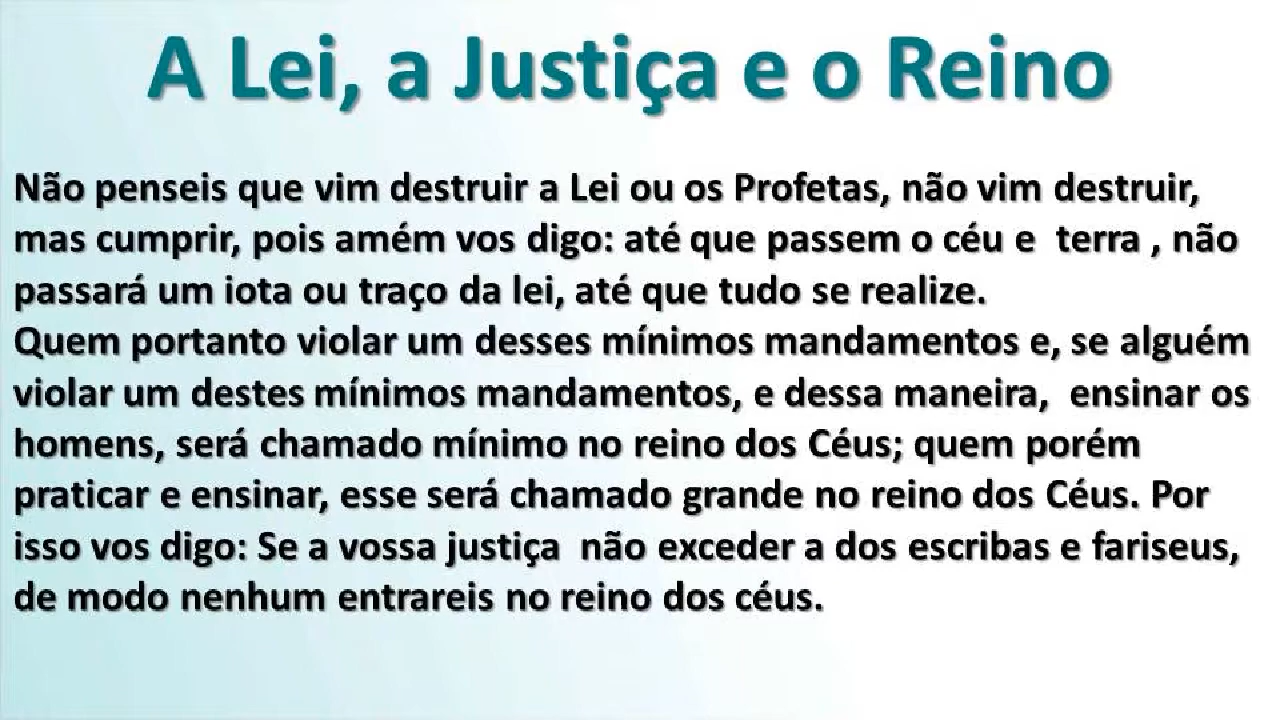 A Lei, a Justiça e o Reino
Não penseis que vim destruir a Lei ou os Profetas, não vim destruir,
mas cumprir, pois amém vos digo: até que passem o céu e  terra , não
passará um iota ou traço da lei, até que tudo se realize.
Quem portanto violar um desses mínimos mandamentos e, se alguém
violar um destes mínimos mandamentos, e dessa maneira,  ensinar os
homens, será chamado mínimo no reino dos Céus; quem porém
praticar e ensinar, esse será chamado grande no reino dos Céus. Por
isso vos digo: Se a vossa justiça  não exceder a dos escribas e fariseus,
de modo nenhum entrareis no reino dos céus.